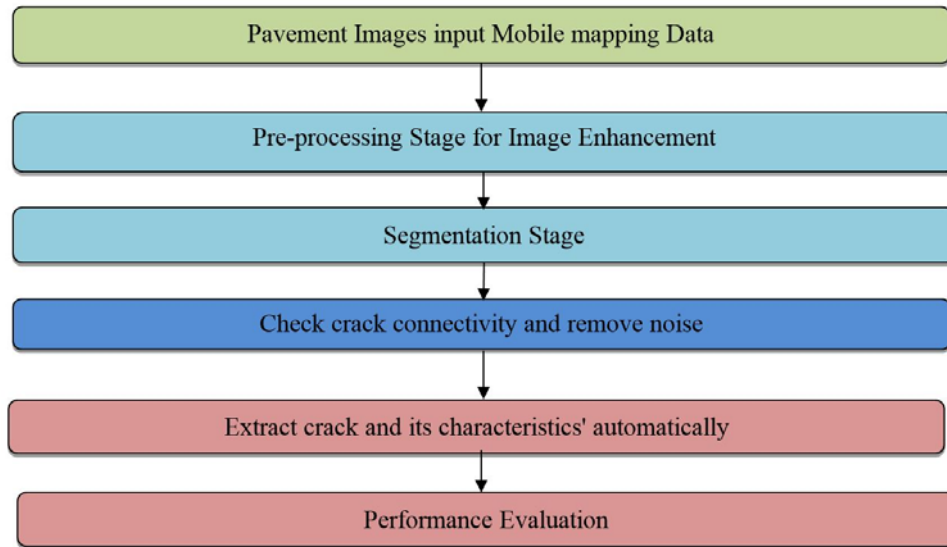 Pavement Images input Mobile mapping Data
Pre-processing Stage for Image Enhancement
Segmentation Stage
Check crack connectivity and remove noise
Extract crack and its characteristics' automatically
Performance Evaluation